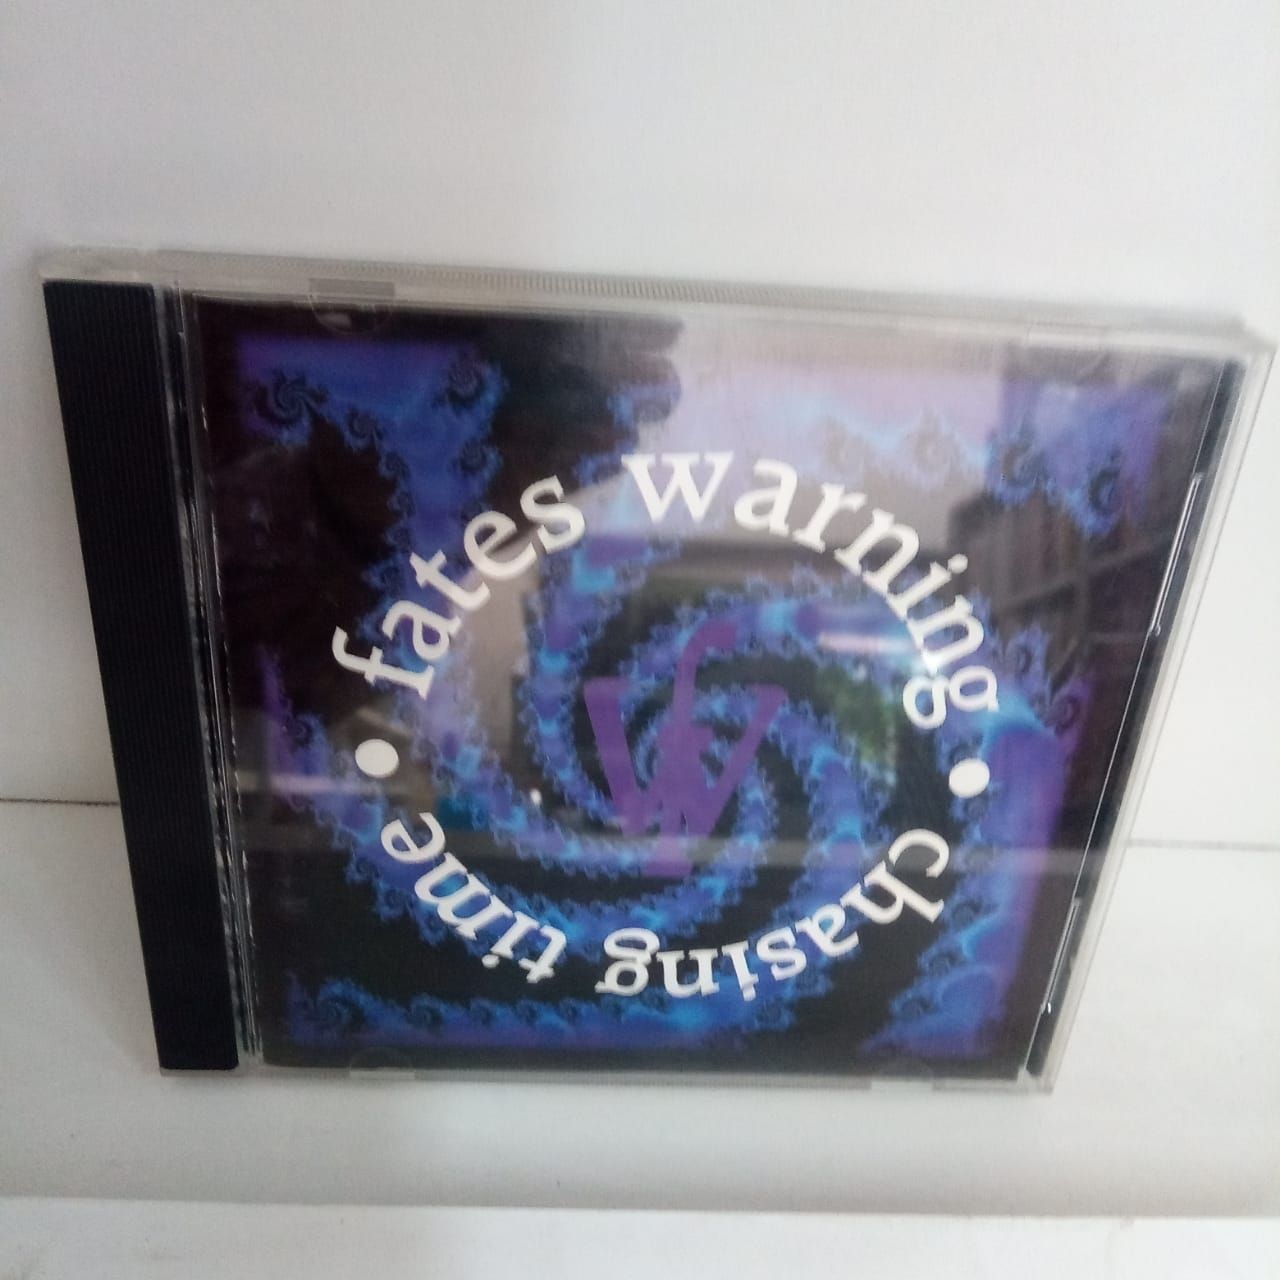 fates warning • chasing time •
fw